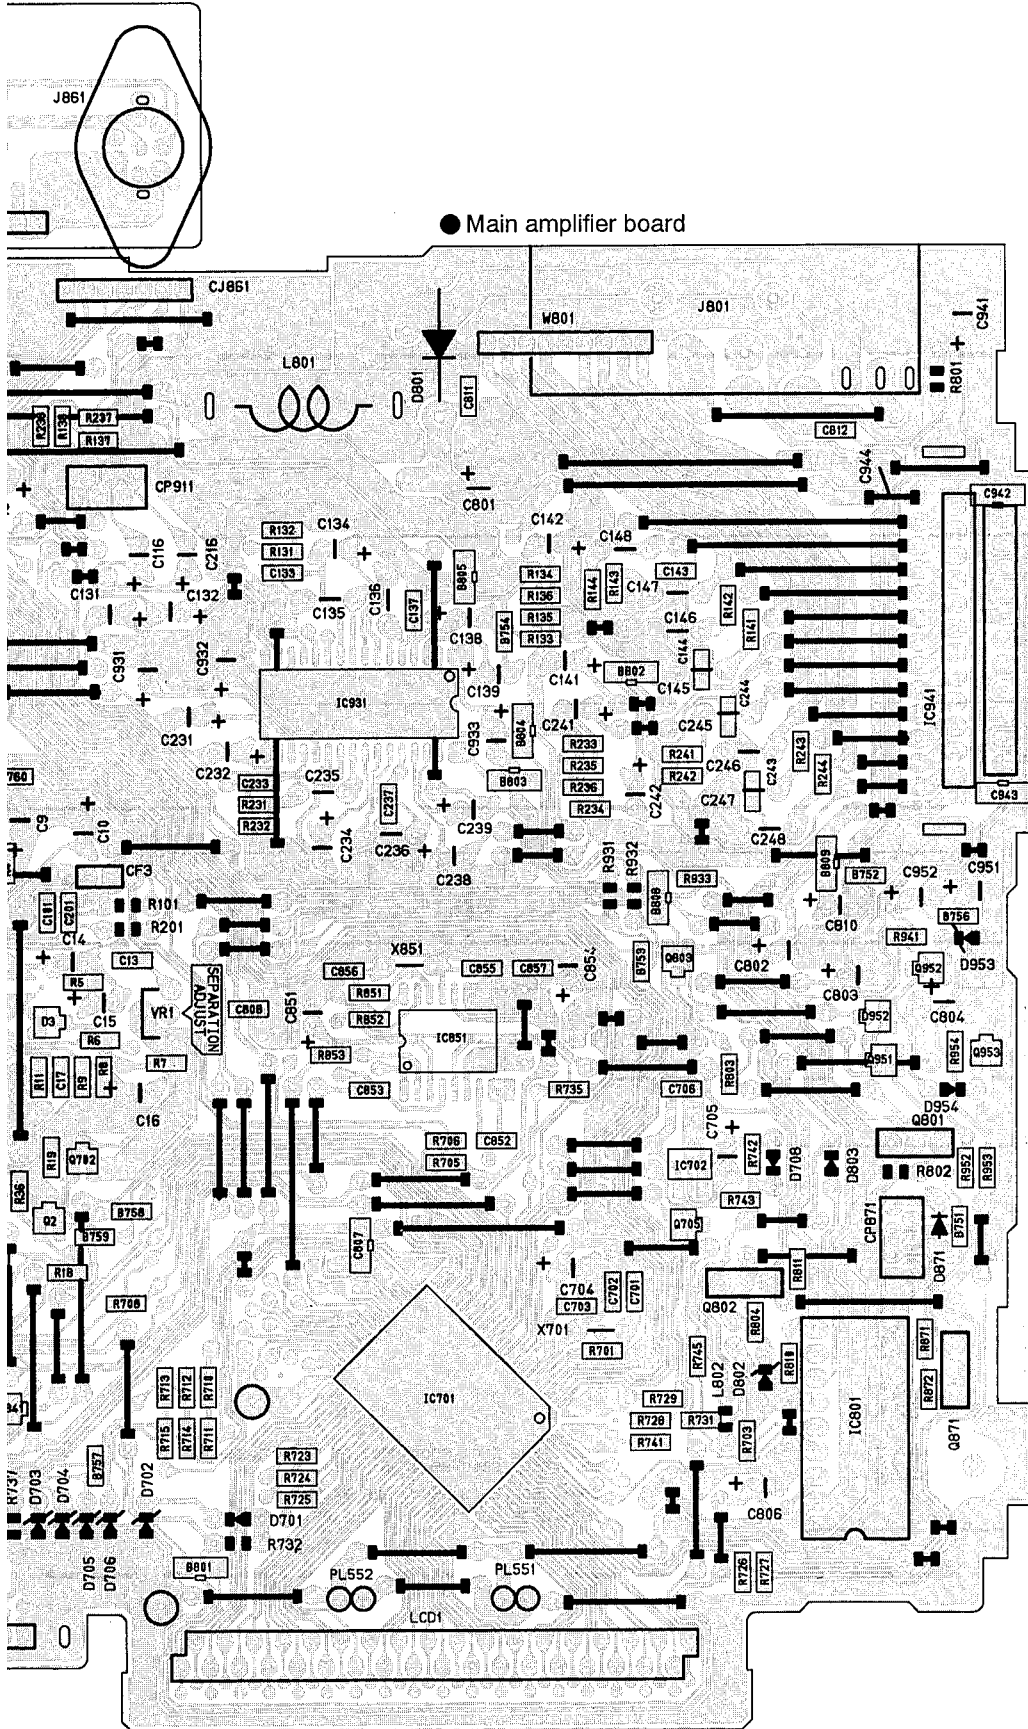 J861
● Main amplifier board
CJ861
W801
J801
C941
L801
D801
C811
R801
R236
R136
R237
R137
C812
C944
CP911
C801
C942
C116
C216
R132
C134
C142
C148
R131
C133
B805
R134
R144
R143
C147
C143
C131
C132
C135
C136
C137
R136
R142
C138
B754
R135
R133
C146
R141
C144
C931
C932
IC931
C139
C141
B802
C145
C244
IC941
C231
C933
B804
C241
C245
R233
C232
C235
R235
R241
C246
R243
C243
R244
760
C233
C237
B803
R236
R242
C247
C943
R231
R234
C242
C9
C10
R232
C234
C236
C239
C248
C238
R931
R932
B809
C952
C951
CF3
R933
B752
C101
C201
R101
B808
B756
R201
C810
R941
C14
C13
X851
C854
B753
Q803
D953
C856
C855
C857
C802
Q952
R5
SEPARATION
ADJUST
R851
C803
D3
C15
VR1
C808
C851
R852
IC851
D952
C804
R6
R853
R954
Q953
R7
Q951
R11
C17
R9
R8
C853
R735
C706
R803
D954
C16
C705
Q801
R706
C852
R19
Q702
R705
IC702
R742
D708
D803
R802
R952
R953
R36
R743
Q2
B758
Q705
CP871
B751
B759
C807
D871
R18
R811
C704
C702
C701
Q802
R708
C703
R804
X701
R701
R871
R745
L802
D802
R810
R713
R712
R710
R872
IC701
R729
R728
R731
IC801
R715
R714
R711
R741
R703
Q871
R723
B757
R737
D703
D704
D702
R724
R725
C806
D701
R732
D705
D706
B801
PL552
PL551
R726
R727
LCD1